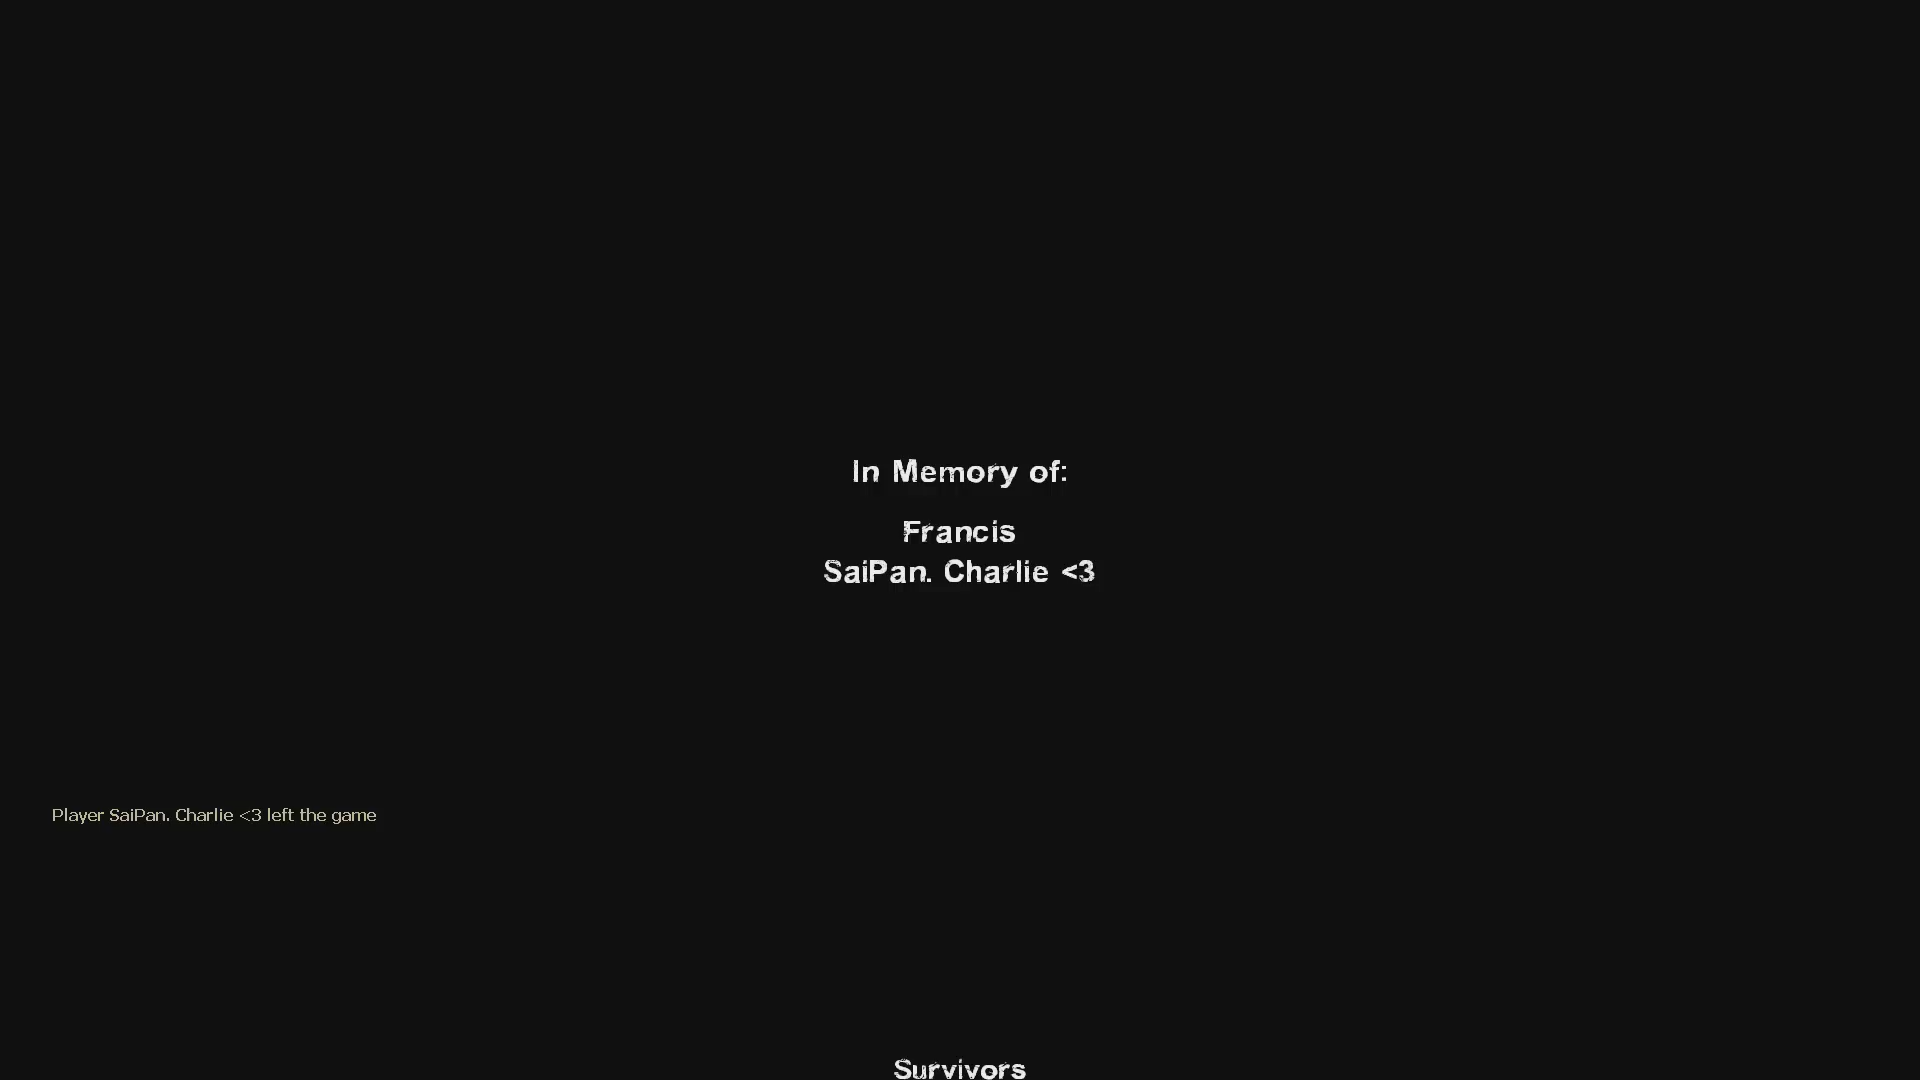 In Memory of:
Francis
SaiPan. Charlie <3
Player SaiPan. Charlie <3 left the game
Survivors